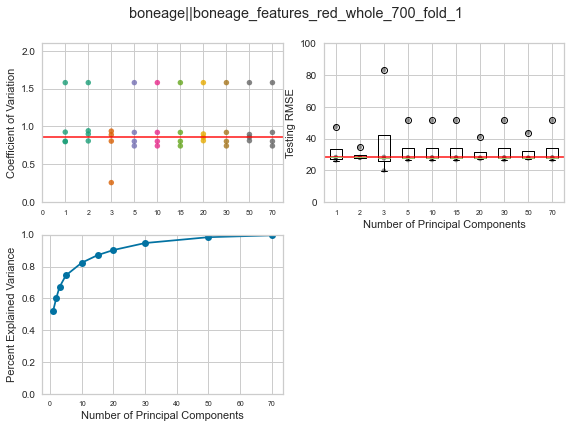 boneage||boneage_features_red_whole_700_fold_1
Coefficient of Variation
2.0
1.5
1.0
0.5
0.0
0 1 2 3 5 10 15 20 30 50 70
Testing RMSE
100
80
60
40
20
0
1 2 3 5 10 15 20 30 50 70
Number of Principal Components
Percent Explained Variance
1.0
0.8
0.6
0.4
0.2
0.0
0 10 20 30 40 50 60 70
Number of Principal Components